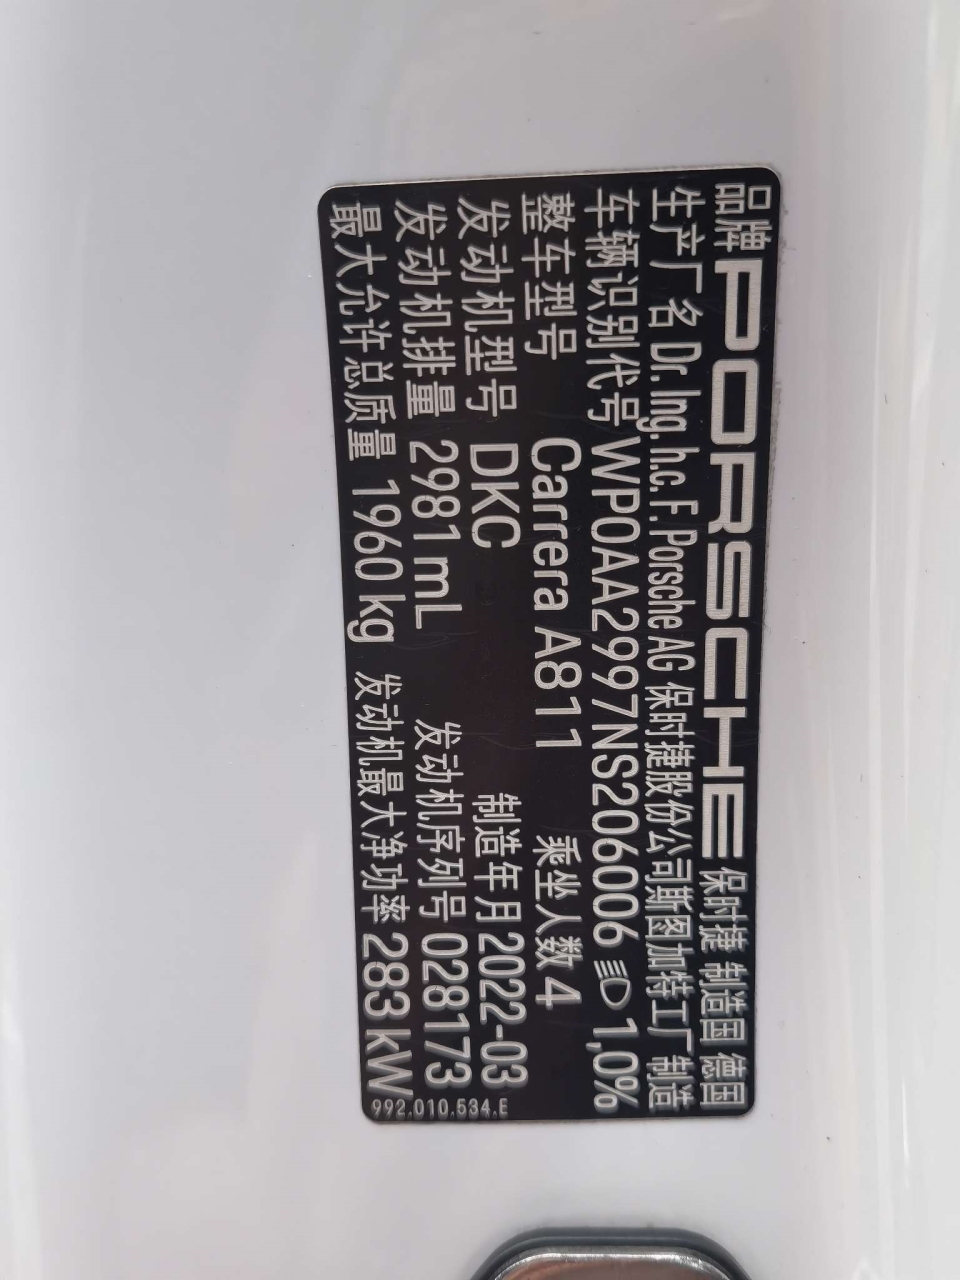 品牌 PORSCHE 保时捷 制造国 德国
生产厂名 Dr. Ing. h.c. F. Porsche AG 保时捷股份公司斯图加特工厂 制造
车辆识别代号 WP0AA2997NS206006 1,0%
整车型号 Carrera A811 乘坐人数 4
发动机型号 DKC 制造年月 2022-03
发动机排量 2981 mL 发动机序列号 028173
最大允许总质量 1960 kg 发动机最大净功率 283 kW
992.010.534.E